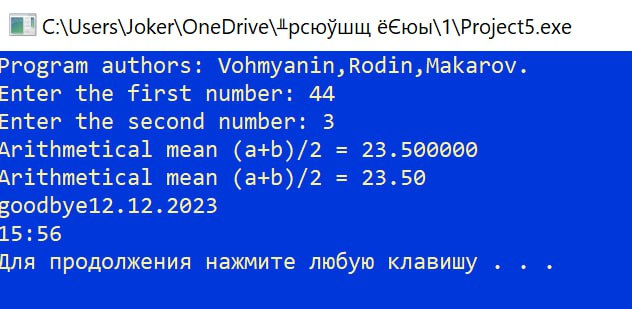 C:\Users\Joker\OneDrive\╨рсюўшщ ёЄюы\1\Project5.exe
Program authors: Vohmyanin,Rodin,Makarov.
Enter the first number: 44
Enter the second number: 3
Arithmetical mean (a+b)/2 = 23.500000
Arithmetical mean (a+b)/2 = 23.50
goodbye12.12.2023
15:56
Для продолжения нажмите любую клавишу . . .